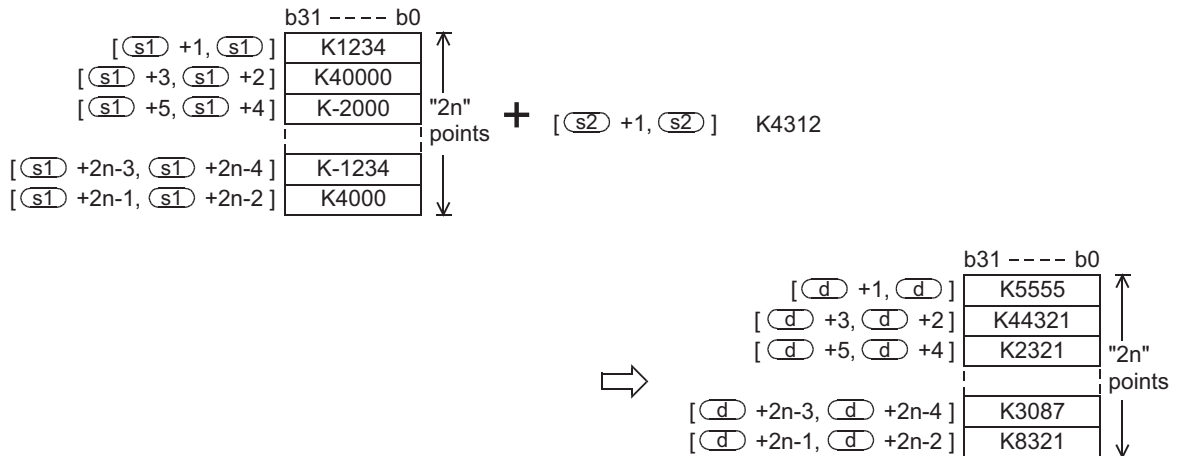 b31 ---- b0
[ s1 +1, s1 ] K1234
[ s1 +3, s1 +2 ] K40000
[ s1 +5, s1 +4 ] K-2000
"2n" points
[ s1 +2n-3, s1 +2n-4 ] K-1234
[ s1 +2n-1, s1 +2n-2 ] K4000
+ [ s2 +1, s2 ] K4312
b31 ---- b0
[ d +1, d ] K5555
[ d +3, d +2 ] K44321
[ d +5, d +4 ] K2321
"2n" points
[ d +2n-3, d +2n-4 ] K3087
[ d +2n-1, d +2n-2 ] K8321